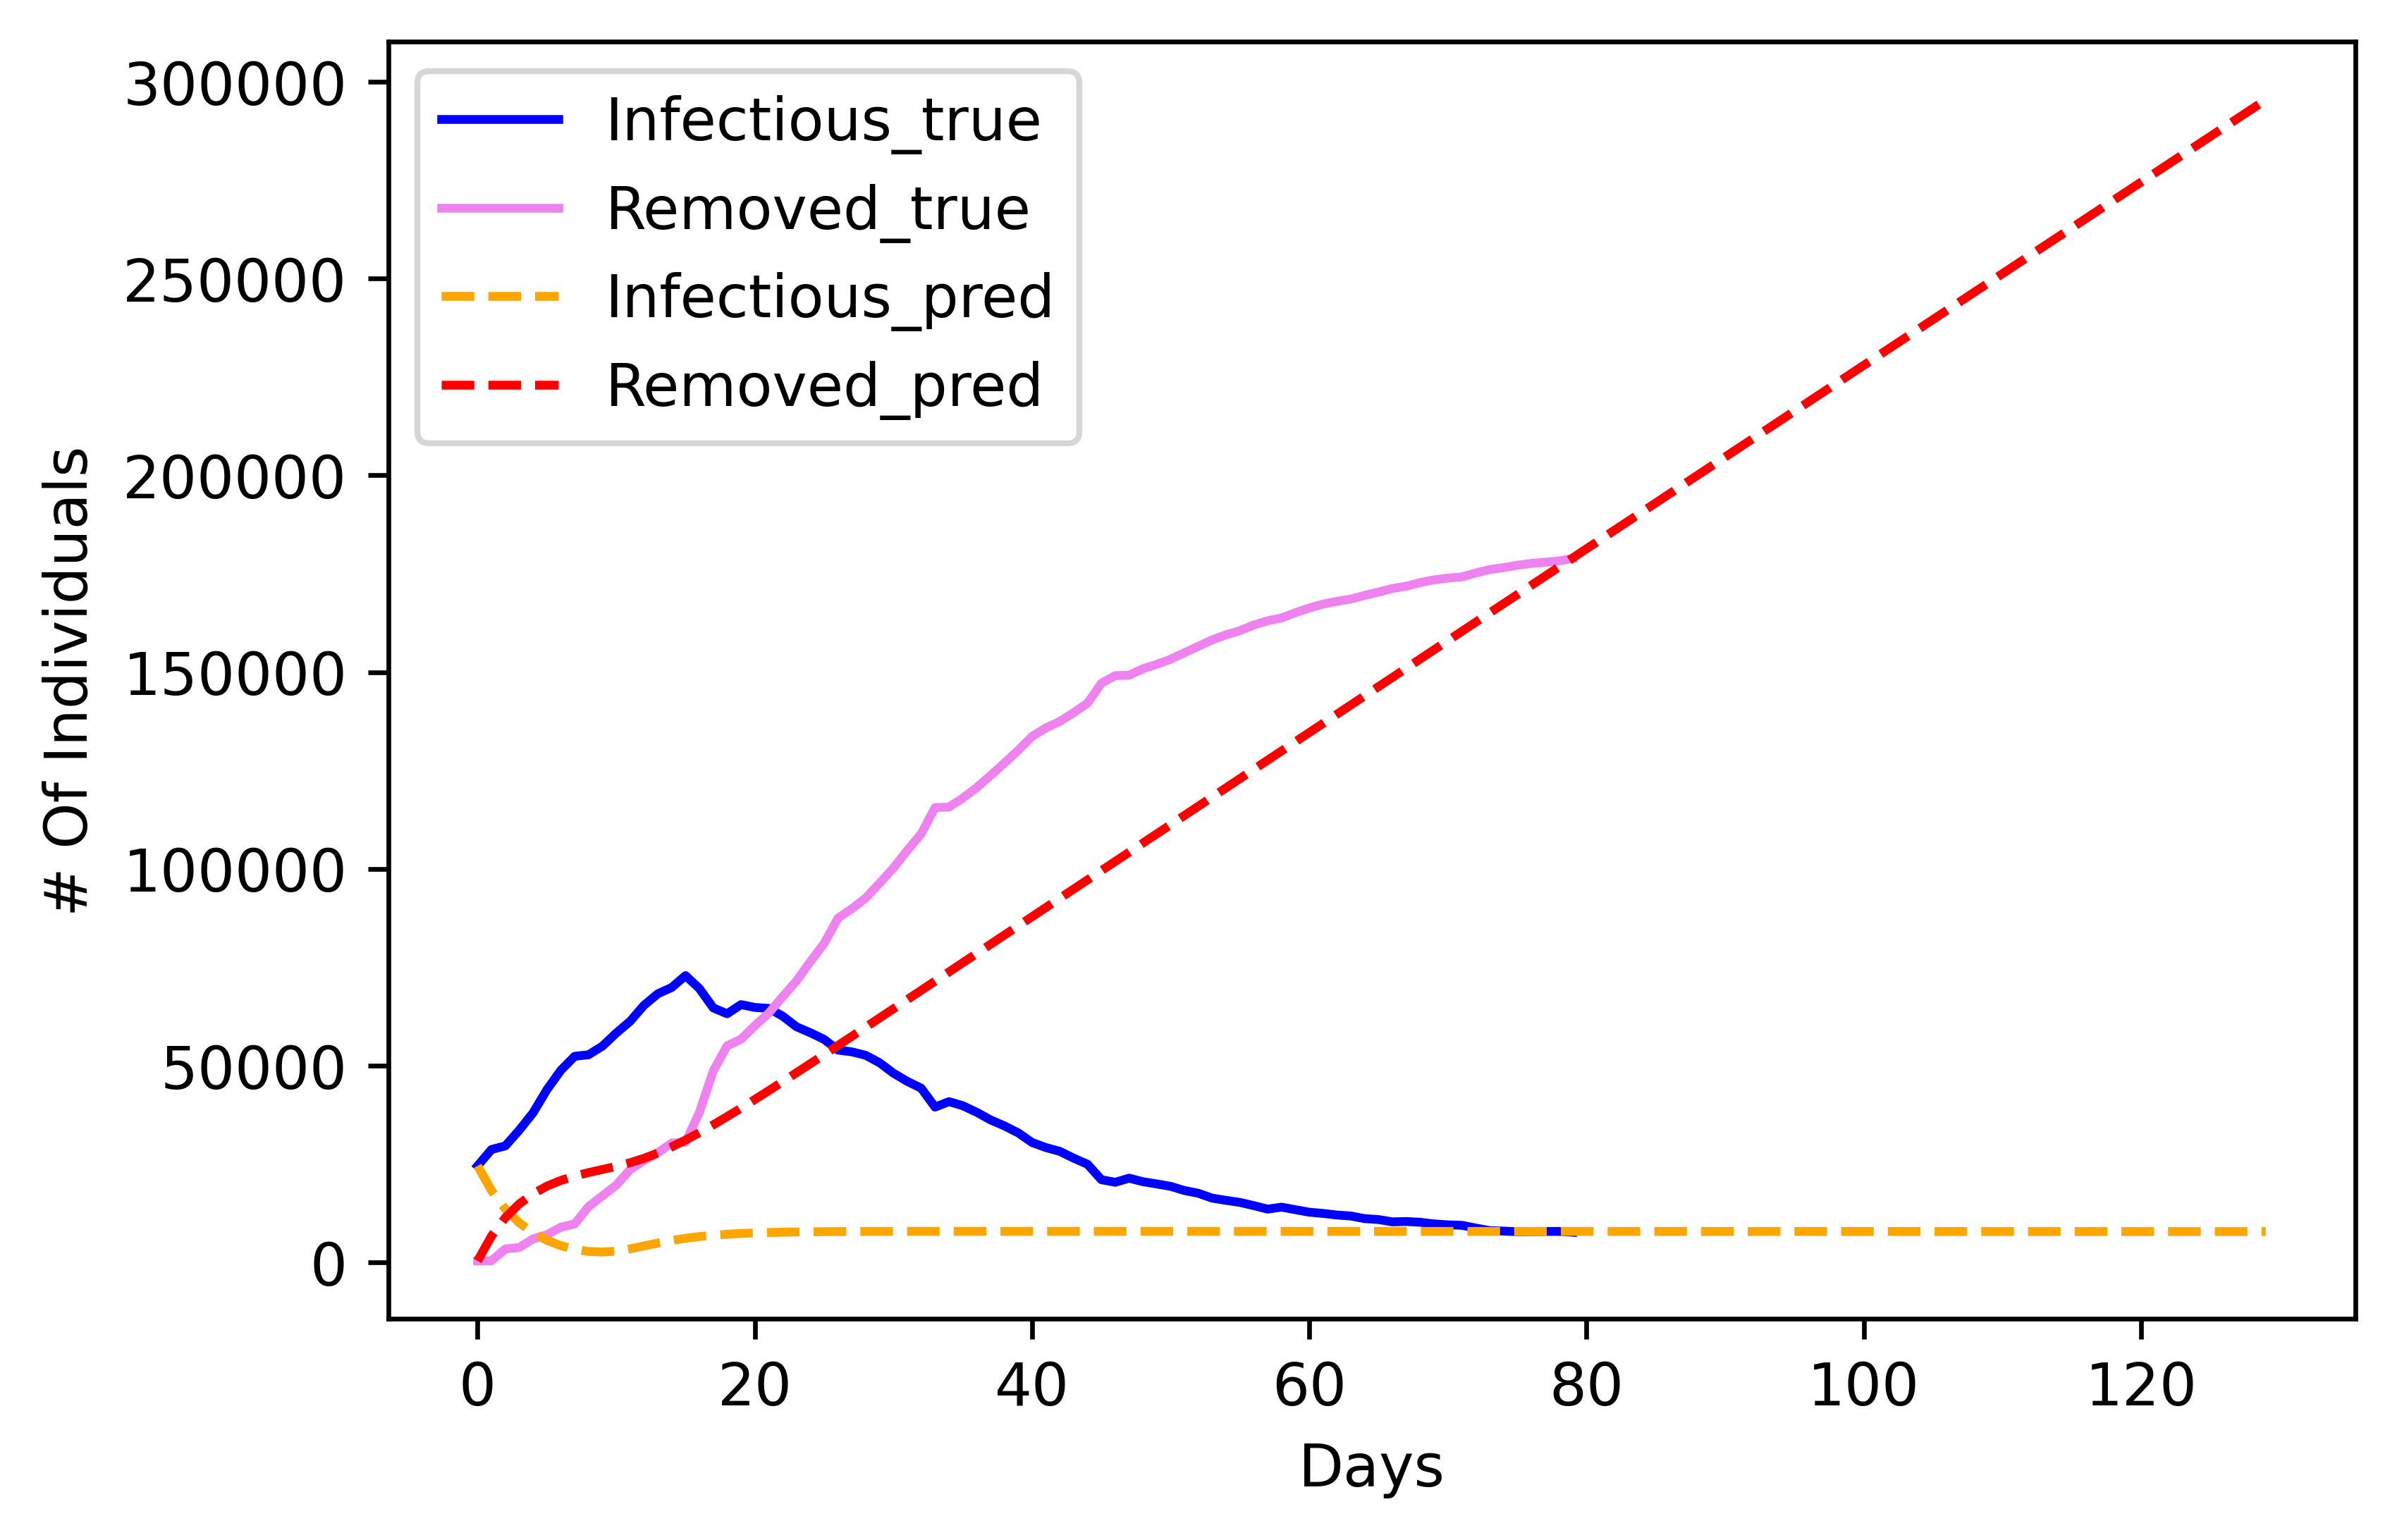 300000
250000
200000
150000
100000
50000
0
# Of Individuals
Infectious_true
Removed_true
Infectious_pred
Removed_pred
0 20 40 60 80 100 120
Days